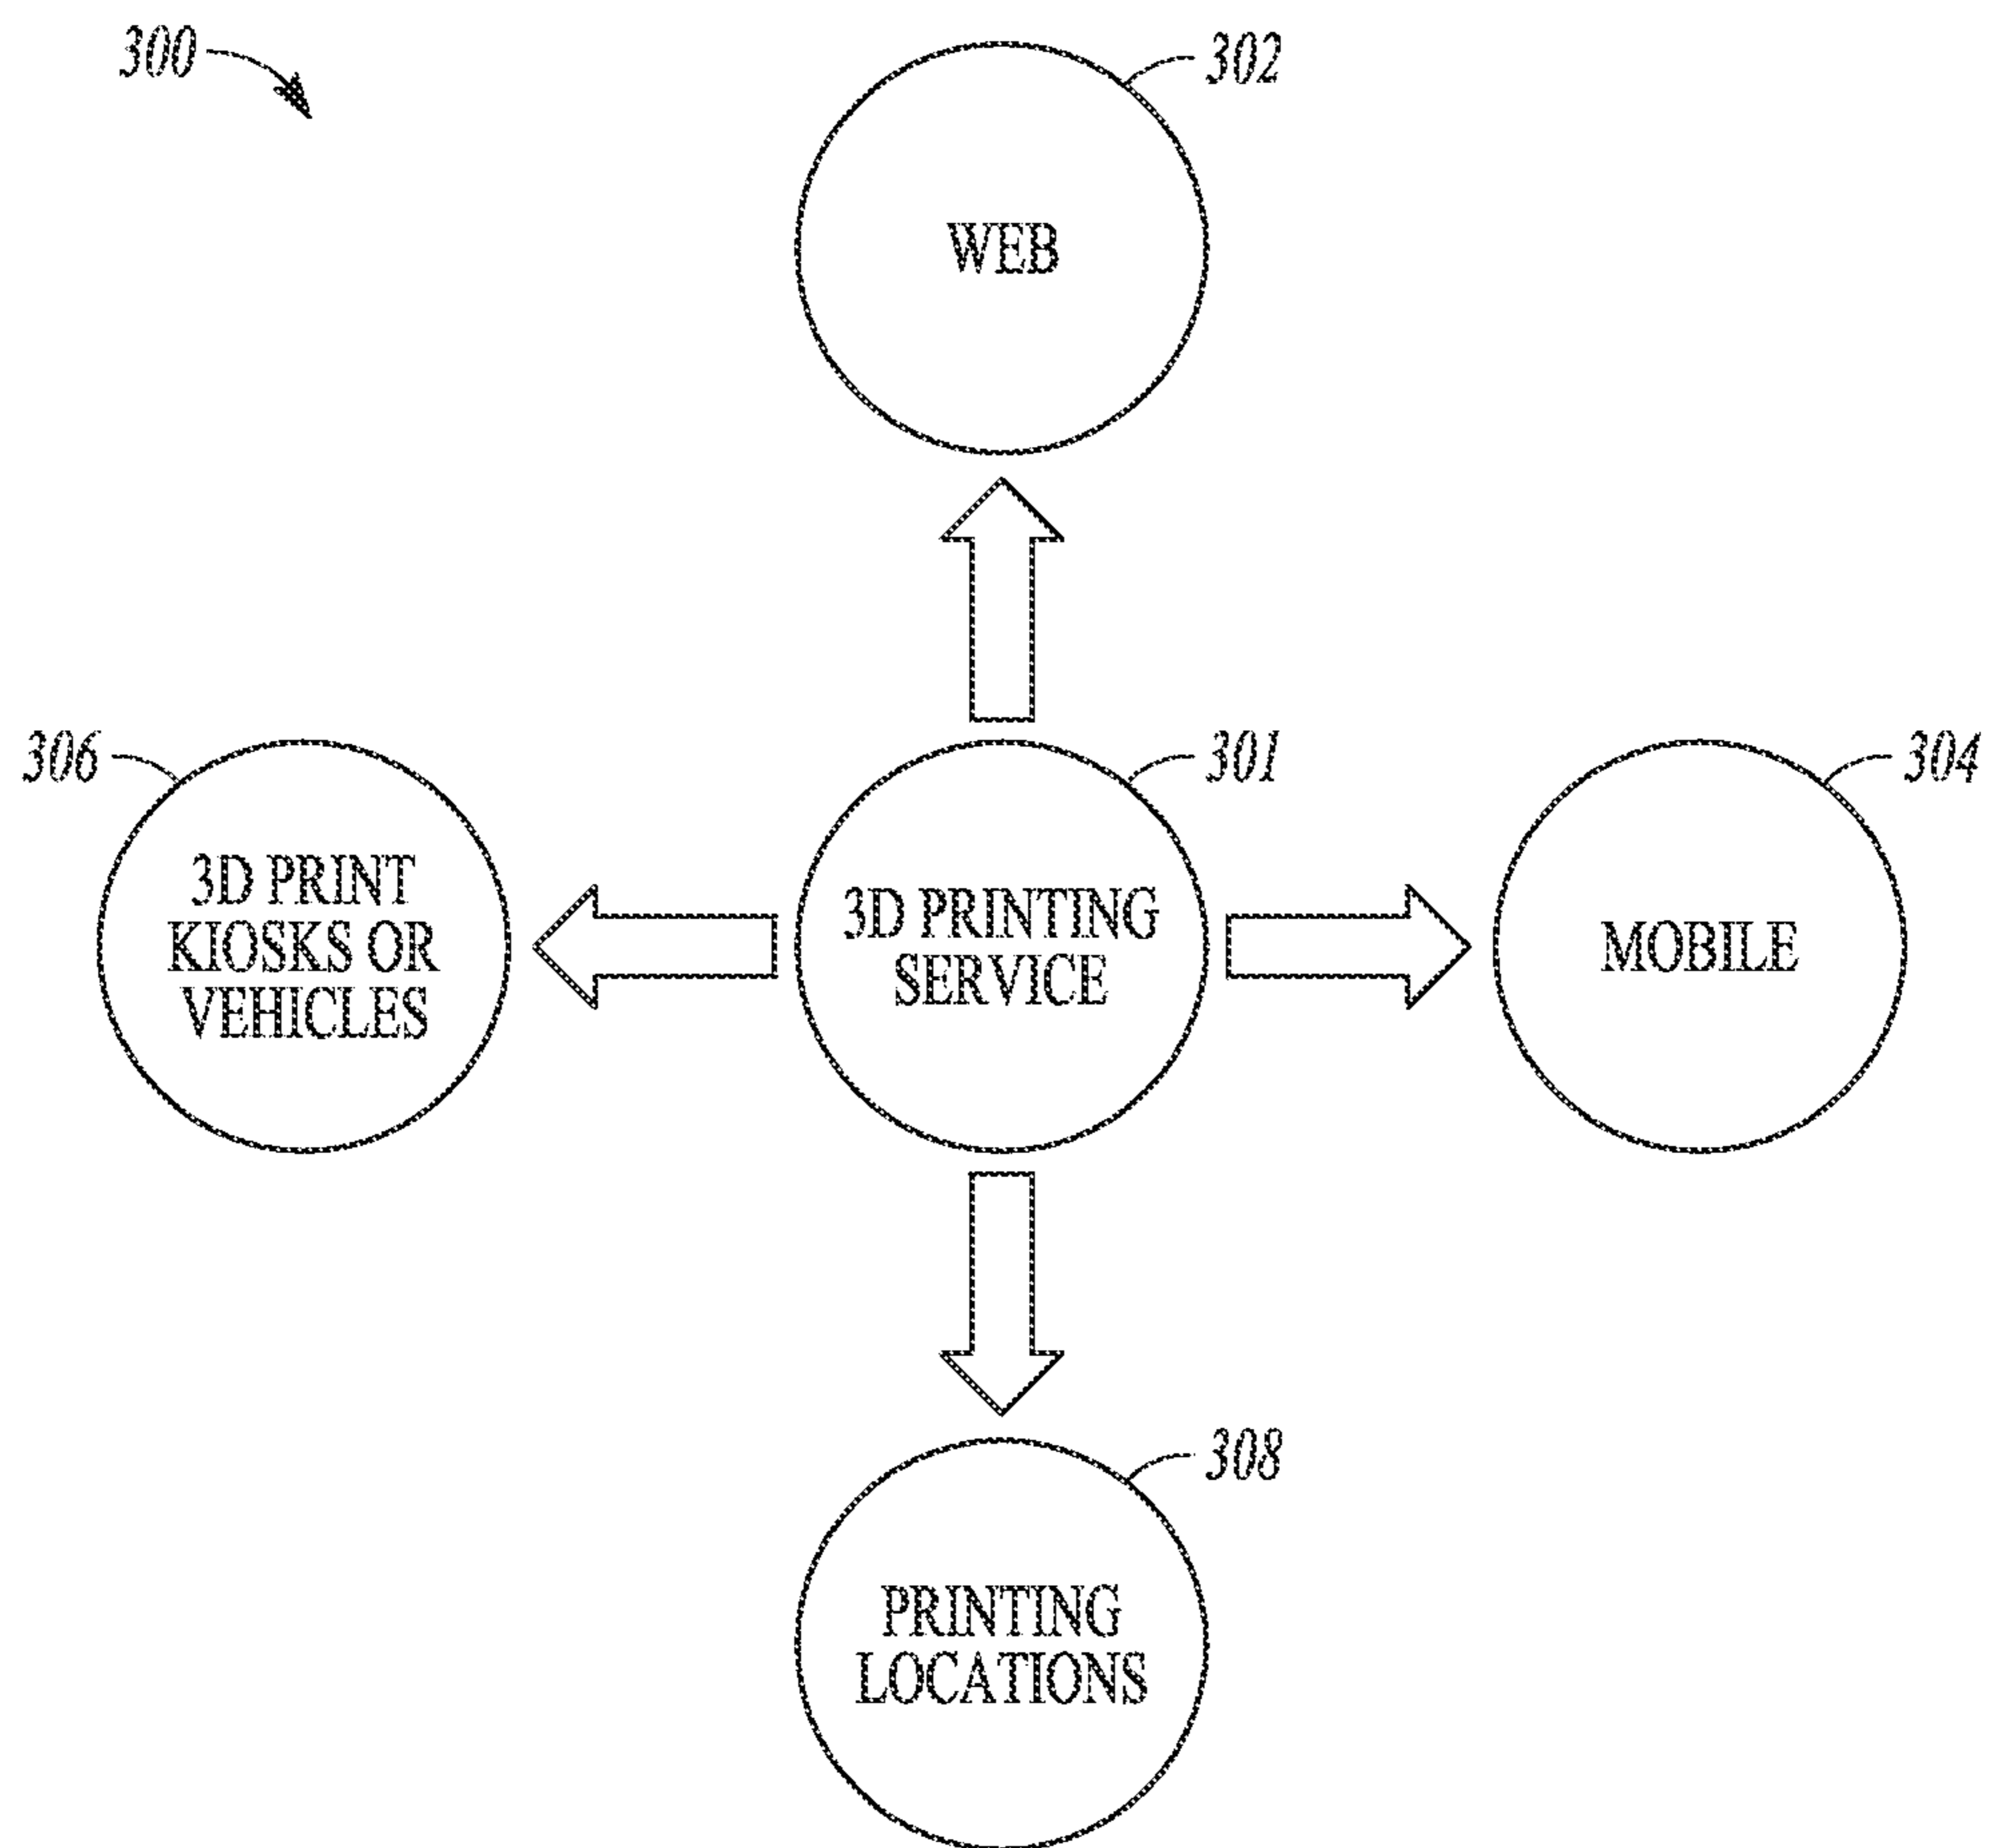 300
302
WEB
306
301
304
3D PRINT
KIOSKS OR
VEHICLES
3D PRINTING
SERVICE
MOBILE
308
PRINTING
LOCATIONS